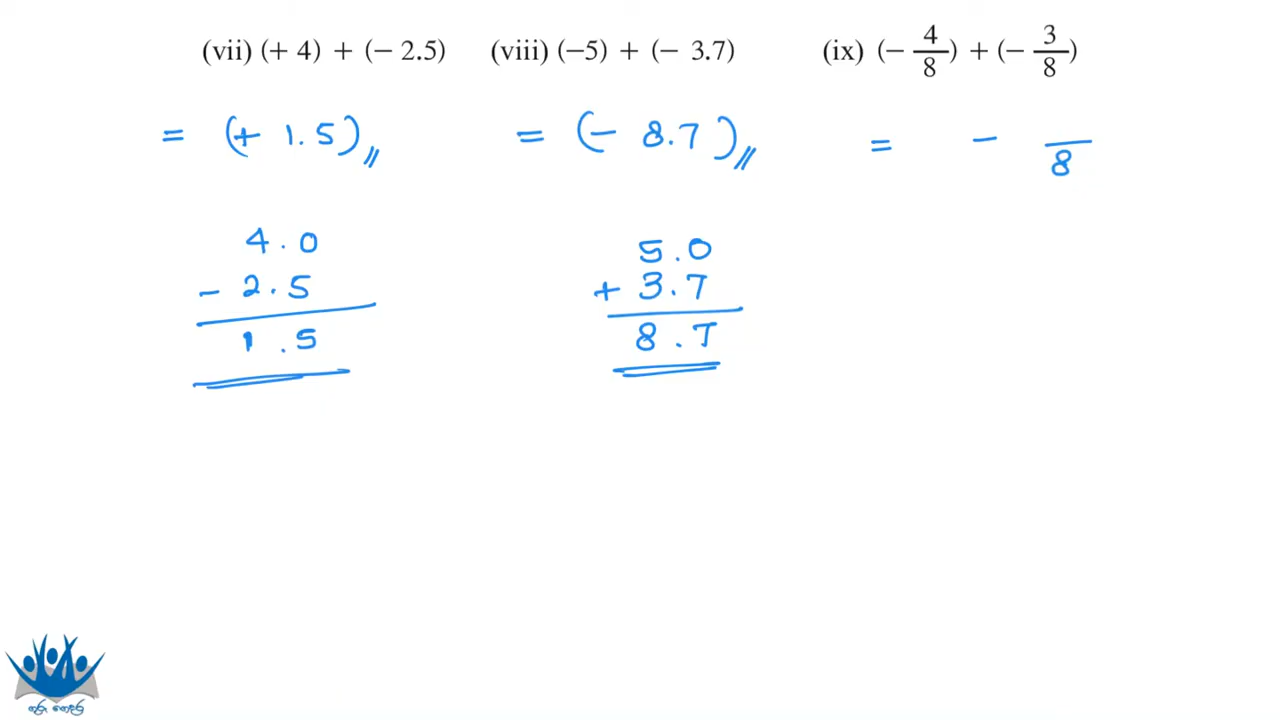 (vii) (+ 4) + (− 2.5) (viii) (−5) + (− 3.7) (ix) (− 4/8) + (− 3/8)
= (+ 1.5) = (− 8.7) = − /8
4.0 5.0
− 2.5 + 3.7
1.5 8.7
ගුරු ගෙදර